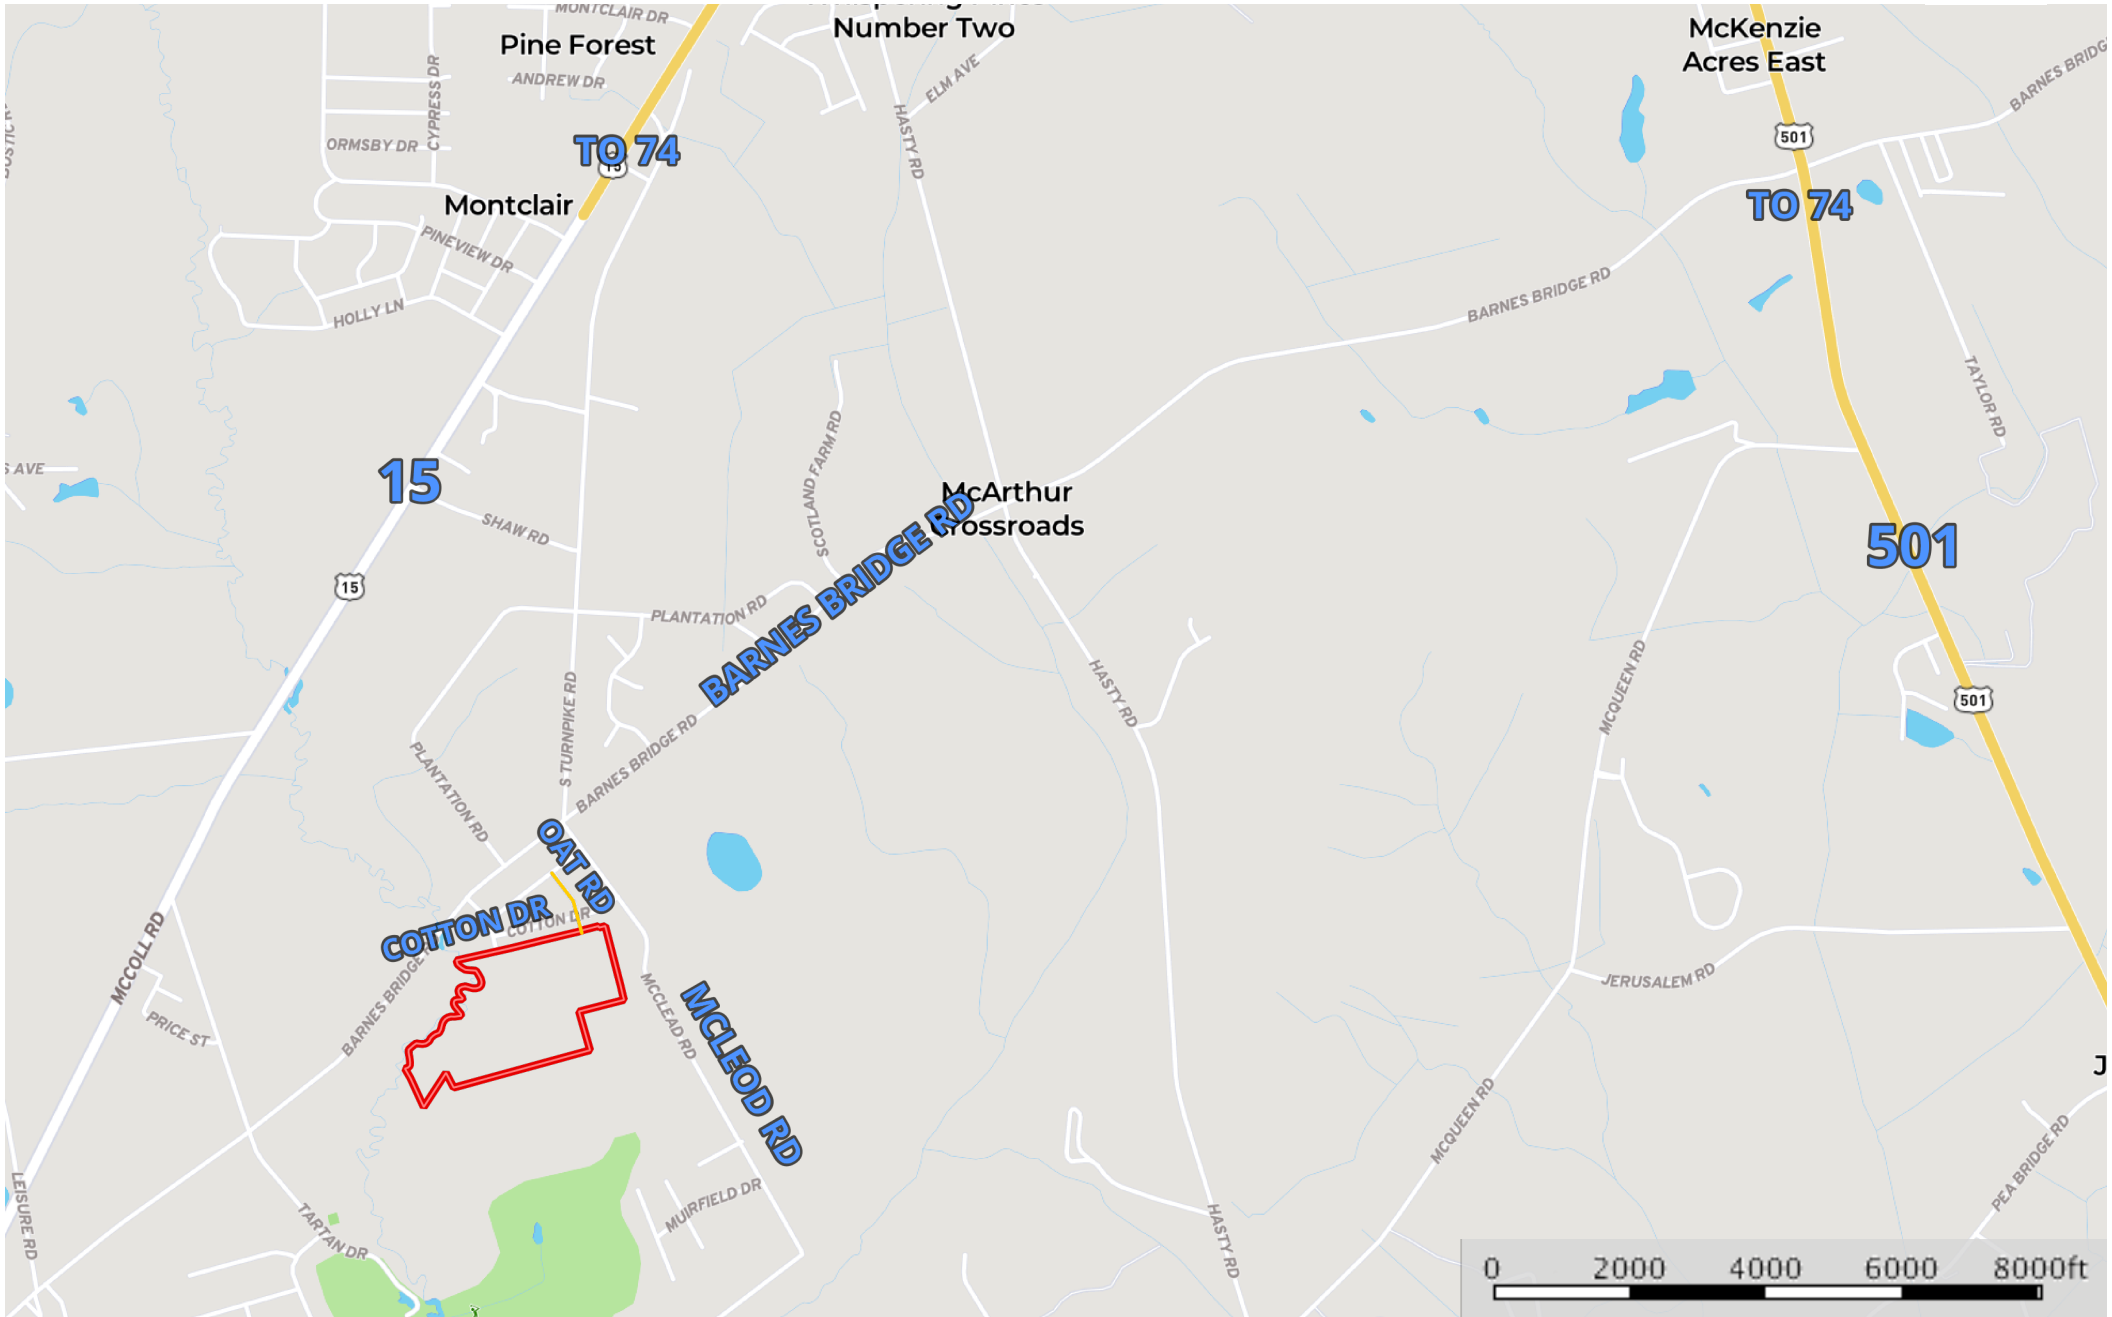 MONTCLAIR DR
Number Two
Pine Forest
McKenzie
Acres East
ANDREW DR
CYPRESS DR
ELM AVE
BARNES BRIDGE
HASTY RD
ORMSBY DR
TO 74
15
501
Montclair
TO 74
PINEVIEW DR
HOLLY LN
BARNES BRIDGE RD
TAYLOR RD
SCOTLAND FARM RD
S AVE
15
McArthur
Crossroads
SHAW RD
501
BARNES BRIDGE RD
15
PLANTATION RD
HASTY RD
MCQUEEN RD
501
S TURNPIKE RD
BARNES BRIDGE RD
PLANTATION RD
OAT RD
COTTON DR
COTTON DR
MCCOLL RD
BARNES BRIDGE
MCCLEAD RD
MCLEOD RD
JERUSALEM RD
PRICE ST
J
MCQUEEN RD
PEA BRIDGE RD
LEISURE RD
TARTAN DR
MUIRFIELD DR
HASTY RD
0 2000 4000 6000 8000ft